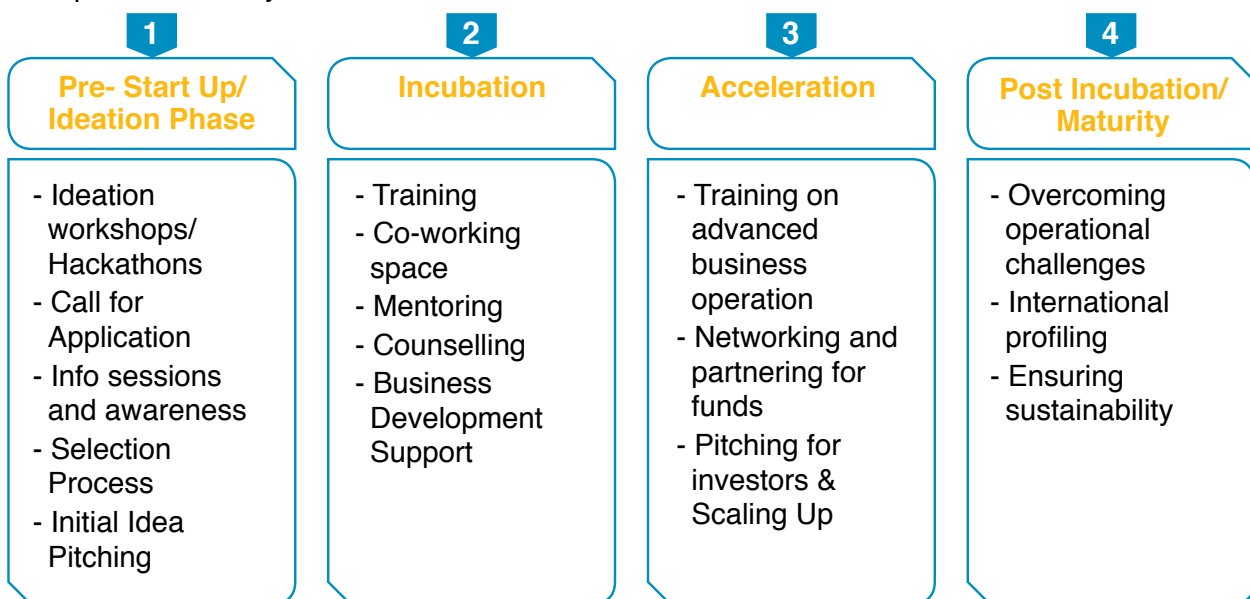 1
Pre- Start Up/
Ideation Phase
- Ideation
workshops/
Hackathons
- Call for
Application
- Info sessions
and awareness
- Selection
Process
- Initial Idea
Pitching
2
Incubation
- Training
- Co-working
space
- Mentoring
- Counselling
- Business
Development
Support
3
Acceleration
- Training on
advanced
business
operation
- Networking and
partnering for
funds
- Pitching for
investors &
Scaling Up
4
Post Incubation/
Maturity
- Overcoming
operational
challenges
- International
profiling
- Ensuring
sustainability